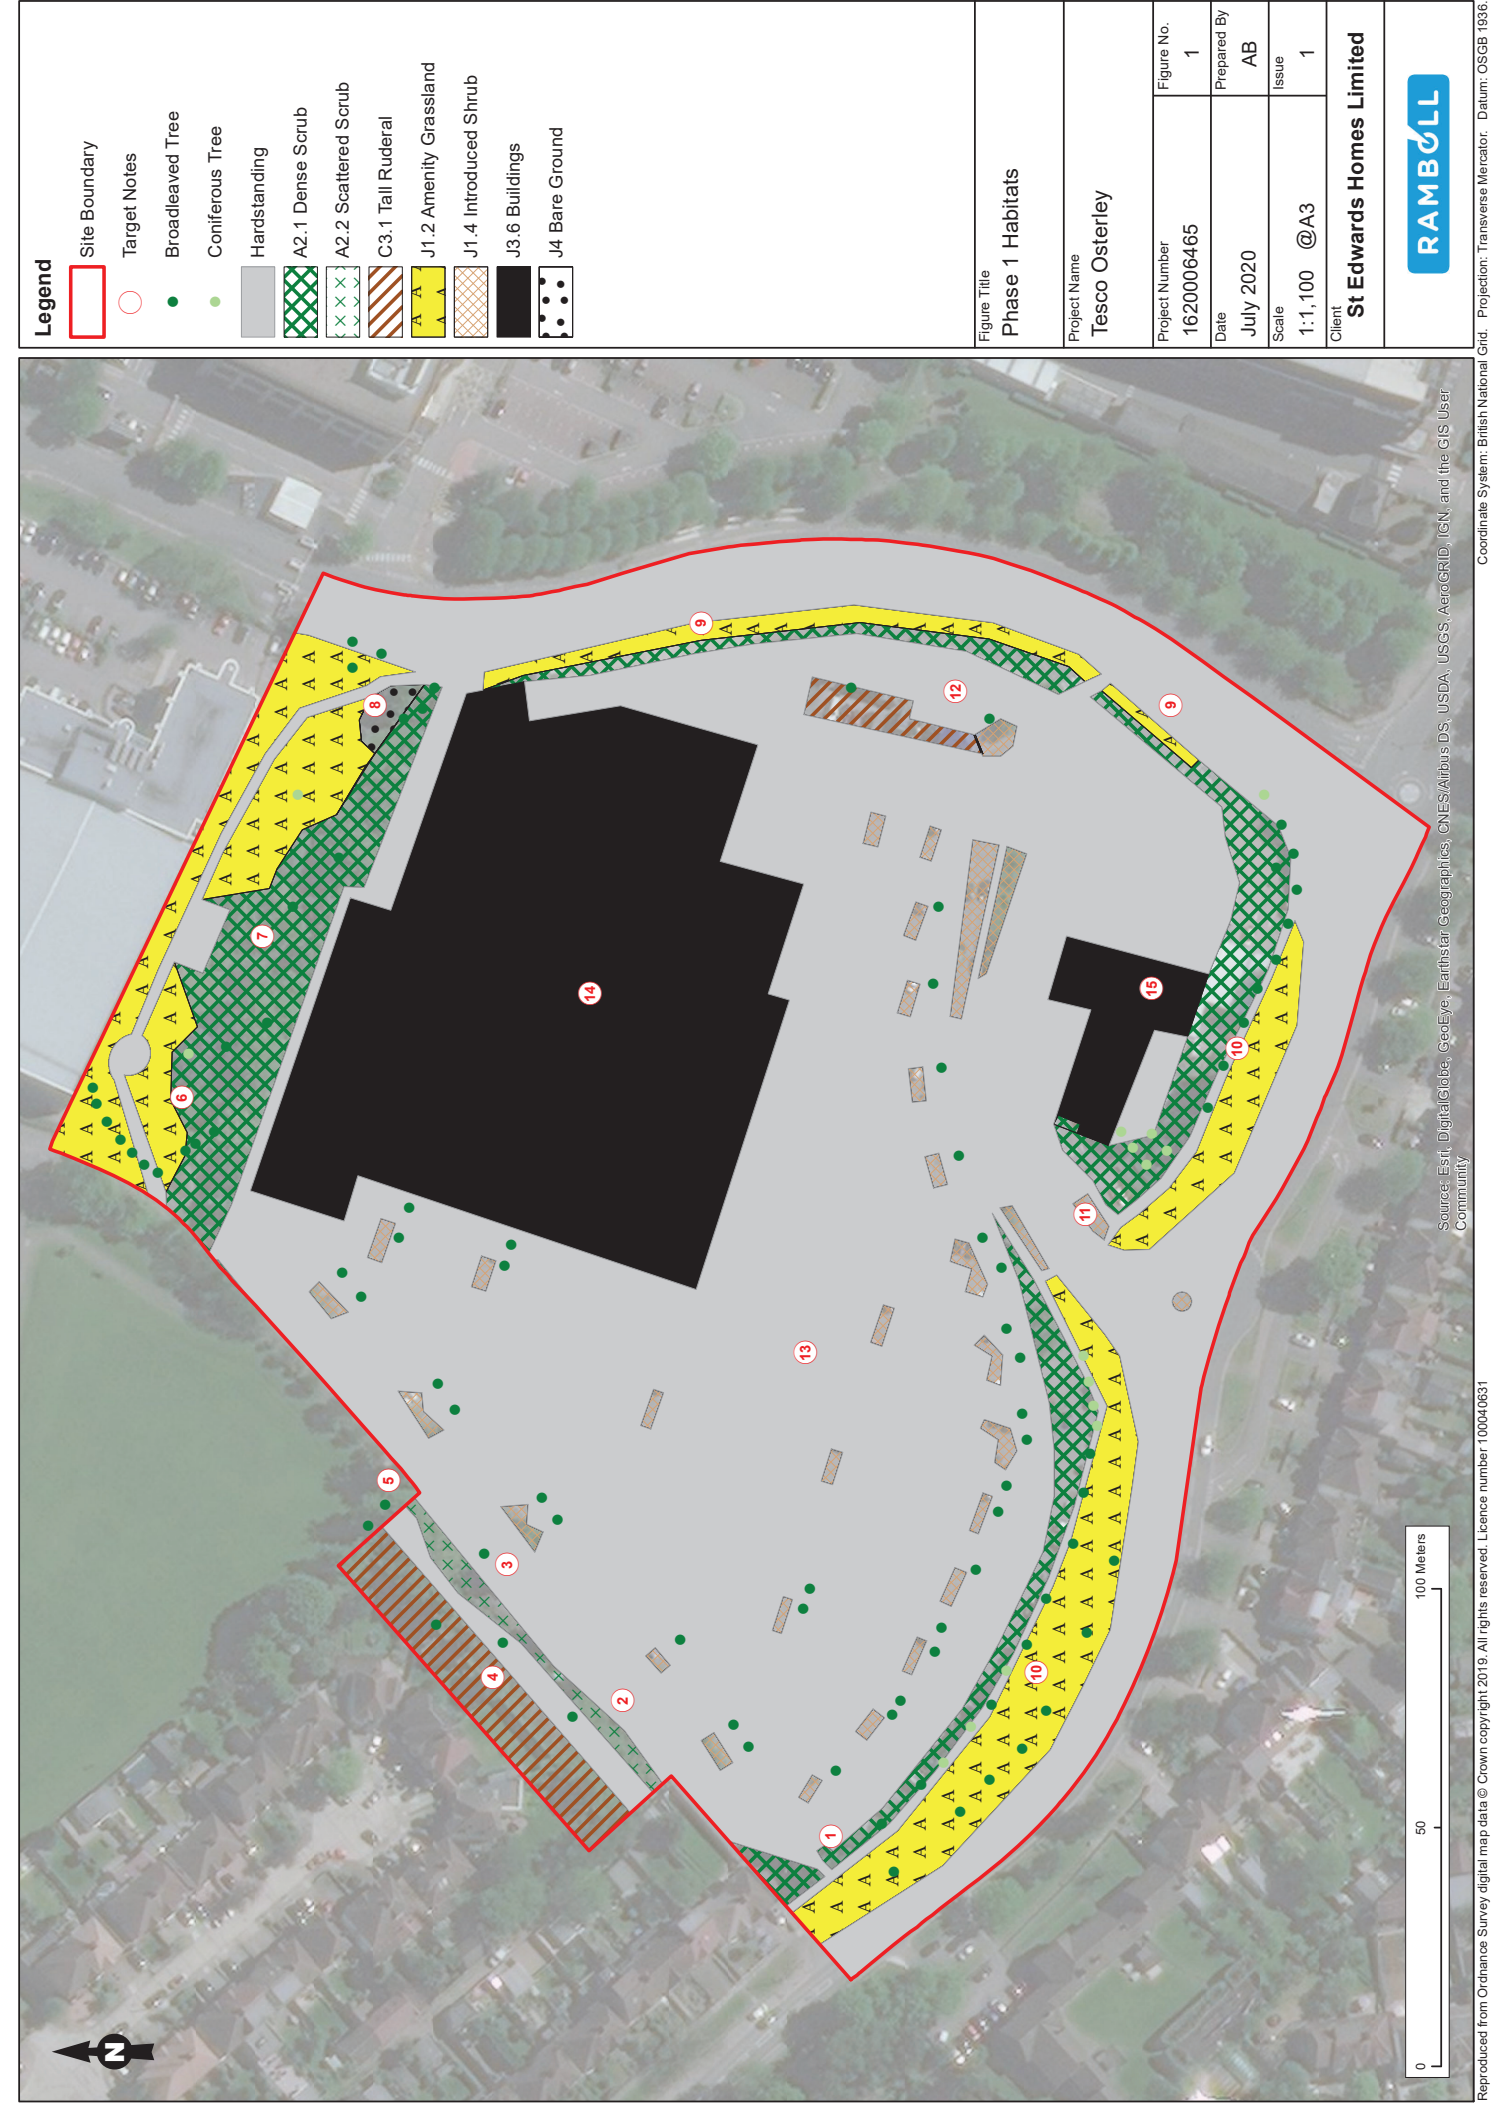 Legend
Site Boundary
Target Notes
Broadleaved Tree
Coniferous Tree
Hardstanding
A2.1 Dense Scrub
A2.2 Scattered Scrub
C3.1 Tall Ruderal
J1.2 Amenity Grassland
J1.4 Introduced Shrub
J3.6 Buildings
J4 Bare Ground
Figure Title
Phase 1 Habitats
Project Name
Tesco Osterley
Project Number
1620006465
Figure No.
1
Date
July 2020
Prepared By
AB
Scale
1:1,100 @A3
Issue
1
Client
St Edwards Homes Limited
RAMBOLL
N
1
2
3
4
5
6
7
8
9
9
10
10
11
12
13
14
15
0 50 100 Meters
Source: Esri, DigitalGlobe, GeoEye, Earthstar Geographics, CNES/Airbus DS, USDA, USGS, AeroGRID, IGN, and the GIS User
Community
Reproduced from Ordnance Survey digital map data © Crown copyright 2019. All rights reserved. Licence number 100040631
Coordinate System: British National Grid. Projection: Transverse Mercator. Datum: OSGB 1936.